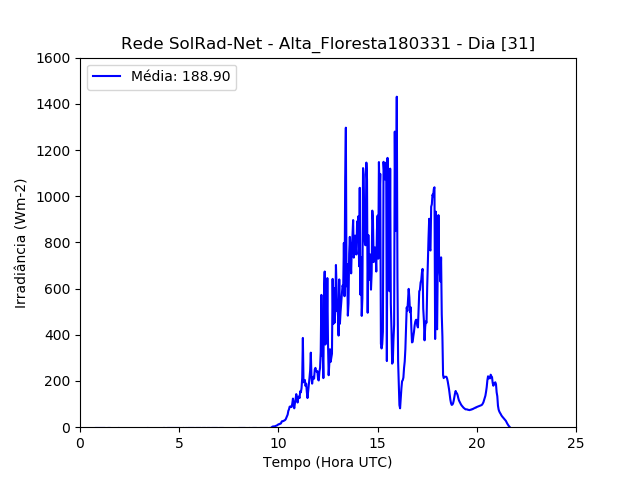 Rede SolRad-Net - Alta_Floresta180331 - Dia [31]
Média: 188.90
Irradiância (Wm-2)
1600
1400
1200
1000
800
600
400
200
0
0 5 10 15 20 25
Tempo (Hora UTC)